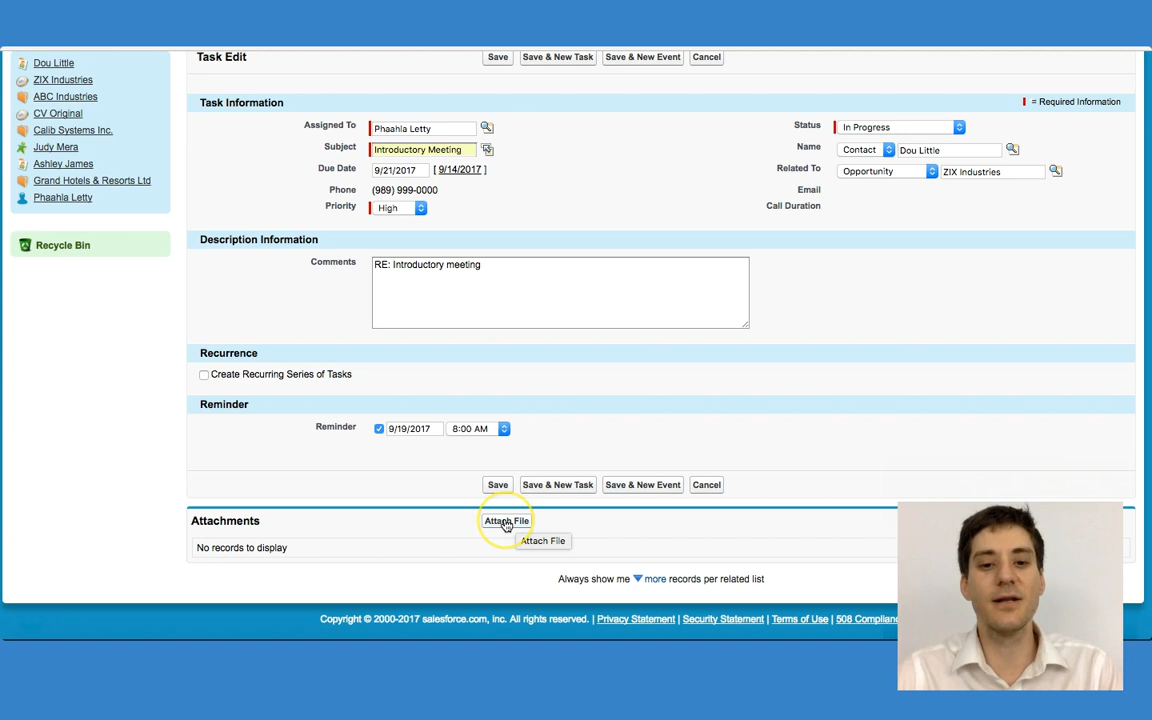 Task Edit
Save
Save & New Task
Save & New Event
Cancel
Dou Little
ZIX Industries
ABC Industries
CV Original
Calib Systems Inc.
Judy Mera
Ashley James
Grand Hotels & Resorts Ltd
Phaahla Letty
Recycle Bin
Task Information
= Required Information
Assigned To
Phaahla Letty
Status
In Progress
Subject
Introductory Meeting
Name
Contact
Dou Little
Due Date
9/21/2017
[ 9/14/2017 ]
Related To
Opportunity
ZIX Industries
Phone
(989) 999-0000
Email
Priority
High
Call Duration
Description Information
Comments
RE: Introductory meeting
Recurrence
Create Recurring Series of Tasks
Reminder
Reminder
9/19/2017
8:00 AM
Save
Save & New Task
Save & New Event
Cancel
Attachments
Attach File
Attach File
No records to display
Always show me more records per related list
Copyright © 2000-2017 salesforce.com, inc. All rights reserved. | Privacy Statement | Security Statement | Terms of Use | 508